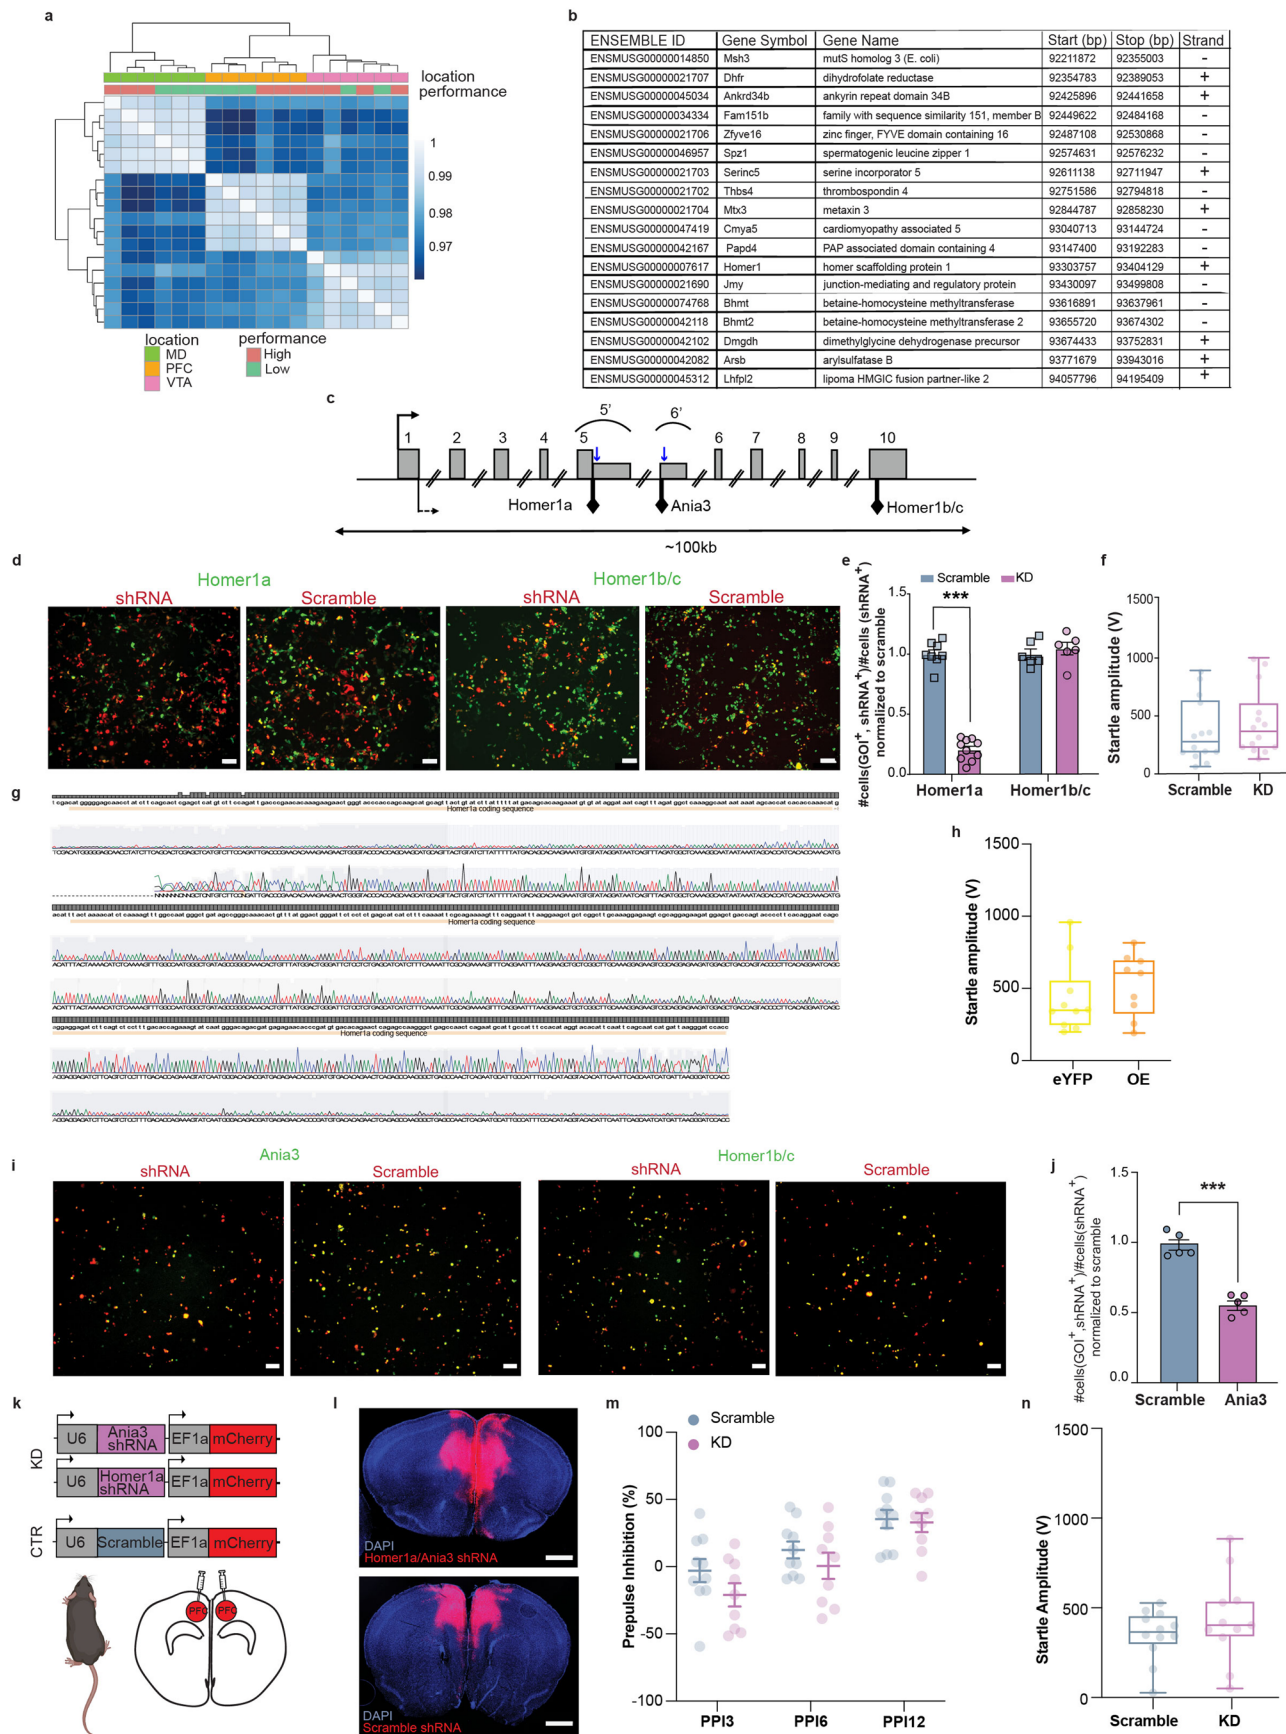 a
location
performance
1
0.99
0.98
0.97
location
MD
PFC
VTA
performance
High
Low
b
ENSEMBLE ID Gene Symbol Gene Name Start (bp) Stop (bp) Strand
ENSMUSG00000014850 Msh3 mutS homolog 3 (E. coli) 92211872 92355003 -
ENSMUSG00000021707 Dhfr dihydrofolate reductase 92354783 92389053 +
ENSMUSG00000045034 Ankrd34b ankyrin repeat domain 34B 92425896 92441658 +
ENSMUSG00000034334 Fam151b family with sequence similarity 151, member B 92449622 92484168 -
ENSMUSG00000021706 Zfyve16 zinc finger, FYVE domain containing 16 92487108 92530868 -
ENSMUSG00000046957 Spz1 spermatogenic leucine zipper 1 92574631 92576232 -
ENSMUSG00000021703 Serinc5 serine incorporator 5 92611138 92711947 +
ENSMUSG00000021702 Thbs4 thrombospondin 4 92751586 92794818 -
ENSMUSG00000021704 Mtx3 metaxin 3 92844787 92858230 +
ENSMUSG00000047419 Cmya5 cardiomyopathy associated 5 93040713 93144724 -
ENSMUSG00000042167 Papd4 PAP associated domain containing 4 93147400 93192283 -
ENSMUSG00000007617 Homer1 homer scaffolding protein 1 93303757 93404129 +
ENSMUSG00000021690 Jmy junction-mediating and regulatory protein 93430097 93499808 -
ENSMUSG00000074768 Bhmt betaine-homocysteine methyltransferase 93616891 93637961 -
ENSMUSG00000042118 Bhmt2 betaine-homocysteine methyltransferase 2 93655720 93674302 -
ENSMUSG00000042102 Dmgdh dimethylglycine dehydrogenase precursor 93674433 93752831 +
ENSMUSG00000042082 Arsb arylsulfatase B 93771679 93943016 +
ENSMUSG00000045312 Lhfpl2 lipoma HMGIC fusion partner-like 2 94057796 94195409 +
c
5' 6'
1 2 3 4 5 6 7 8 9 10
Homer1a Ania3 Homer1b/c
~100kb
d
Homer1a Homer1b/c
shRNA Scramble shRNA Scramble
e
Scramble KD
#cells(GOI+, shRNA+)/#cells (shRNA+)
normalized to scramble
1.5
1.0
0.5
0.0
***
Homer1a Homer1b/c
f
Startle amplitude (V)
1500
1000
500
0
Scramble KD
g
Homer1a coding sequence
Homer1a coding sequence
Homer1a coding sequence
h
Startle amplitude (V)
1500
1000
500
0
eYFP OE
i
Ania3 Homer1b/c
shRNA Scramble shRNA Scramble
j
#cells(GOI+,shRNA+)/#cells(shRNA+)
normalized to scramble
1.5
1.0
0.5
0.0
***
Scramble Ania3
k
KD
U6 Ania3 shRNA EF1a mCherry
U6 Homer1a shRNA EF1a mCherry
CTR
U6 Scramble EF1a mCherry
PFC PFC
l
DAPI
Homer1a/Ania3 shRNA
DAPI
Scramble shRNA
m
Scramble
KD
Prepulse Inhibition (%)
100
50
0
-50
-100
PPI3 PPI6 PPI12
n
Startle Amplitude (V)
1500
1000
500
0
Scramble KD